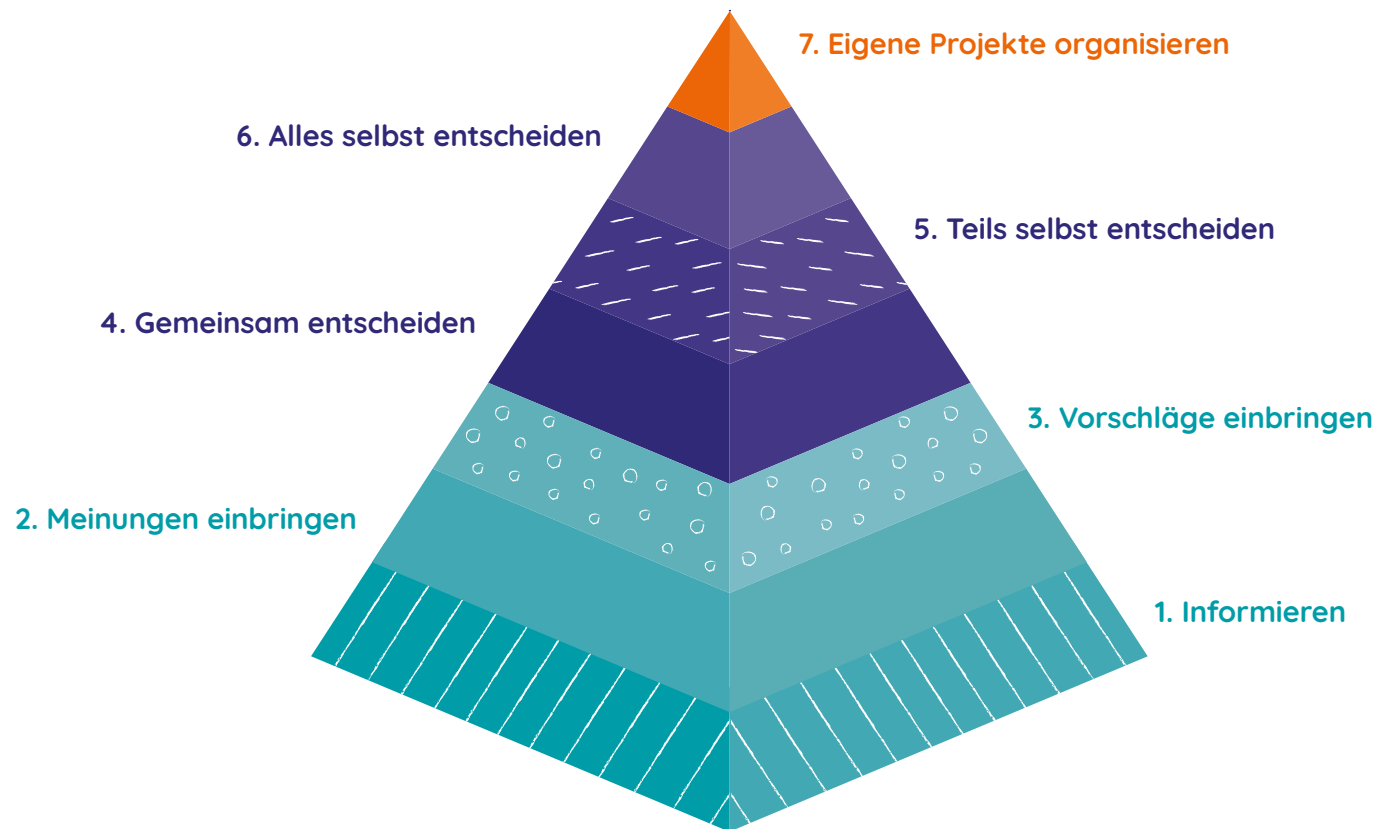 7. Eigene Projekte organisieren
6. Alles selbst entscheiden
5. Teils selbst entscheiden
4. Gemeinsam entscheiden
3. Vorschläge einbringen
2. Meinungen einbringen
1. Informieren